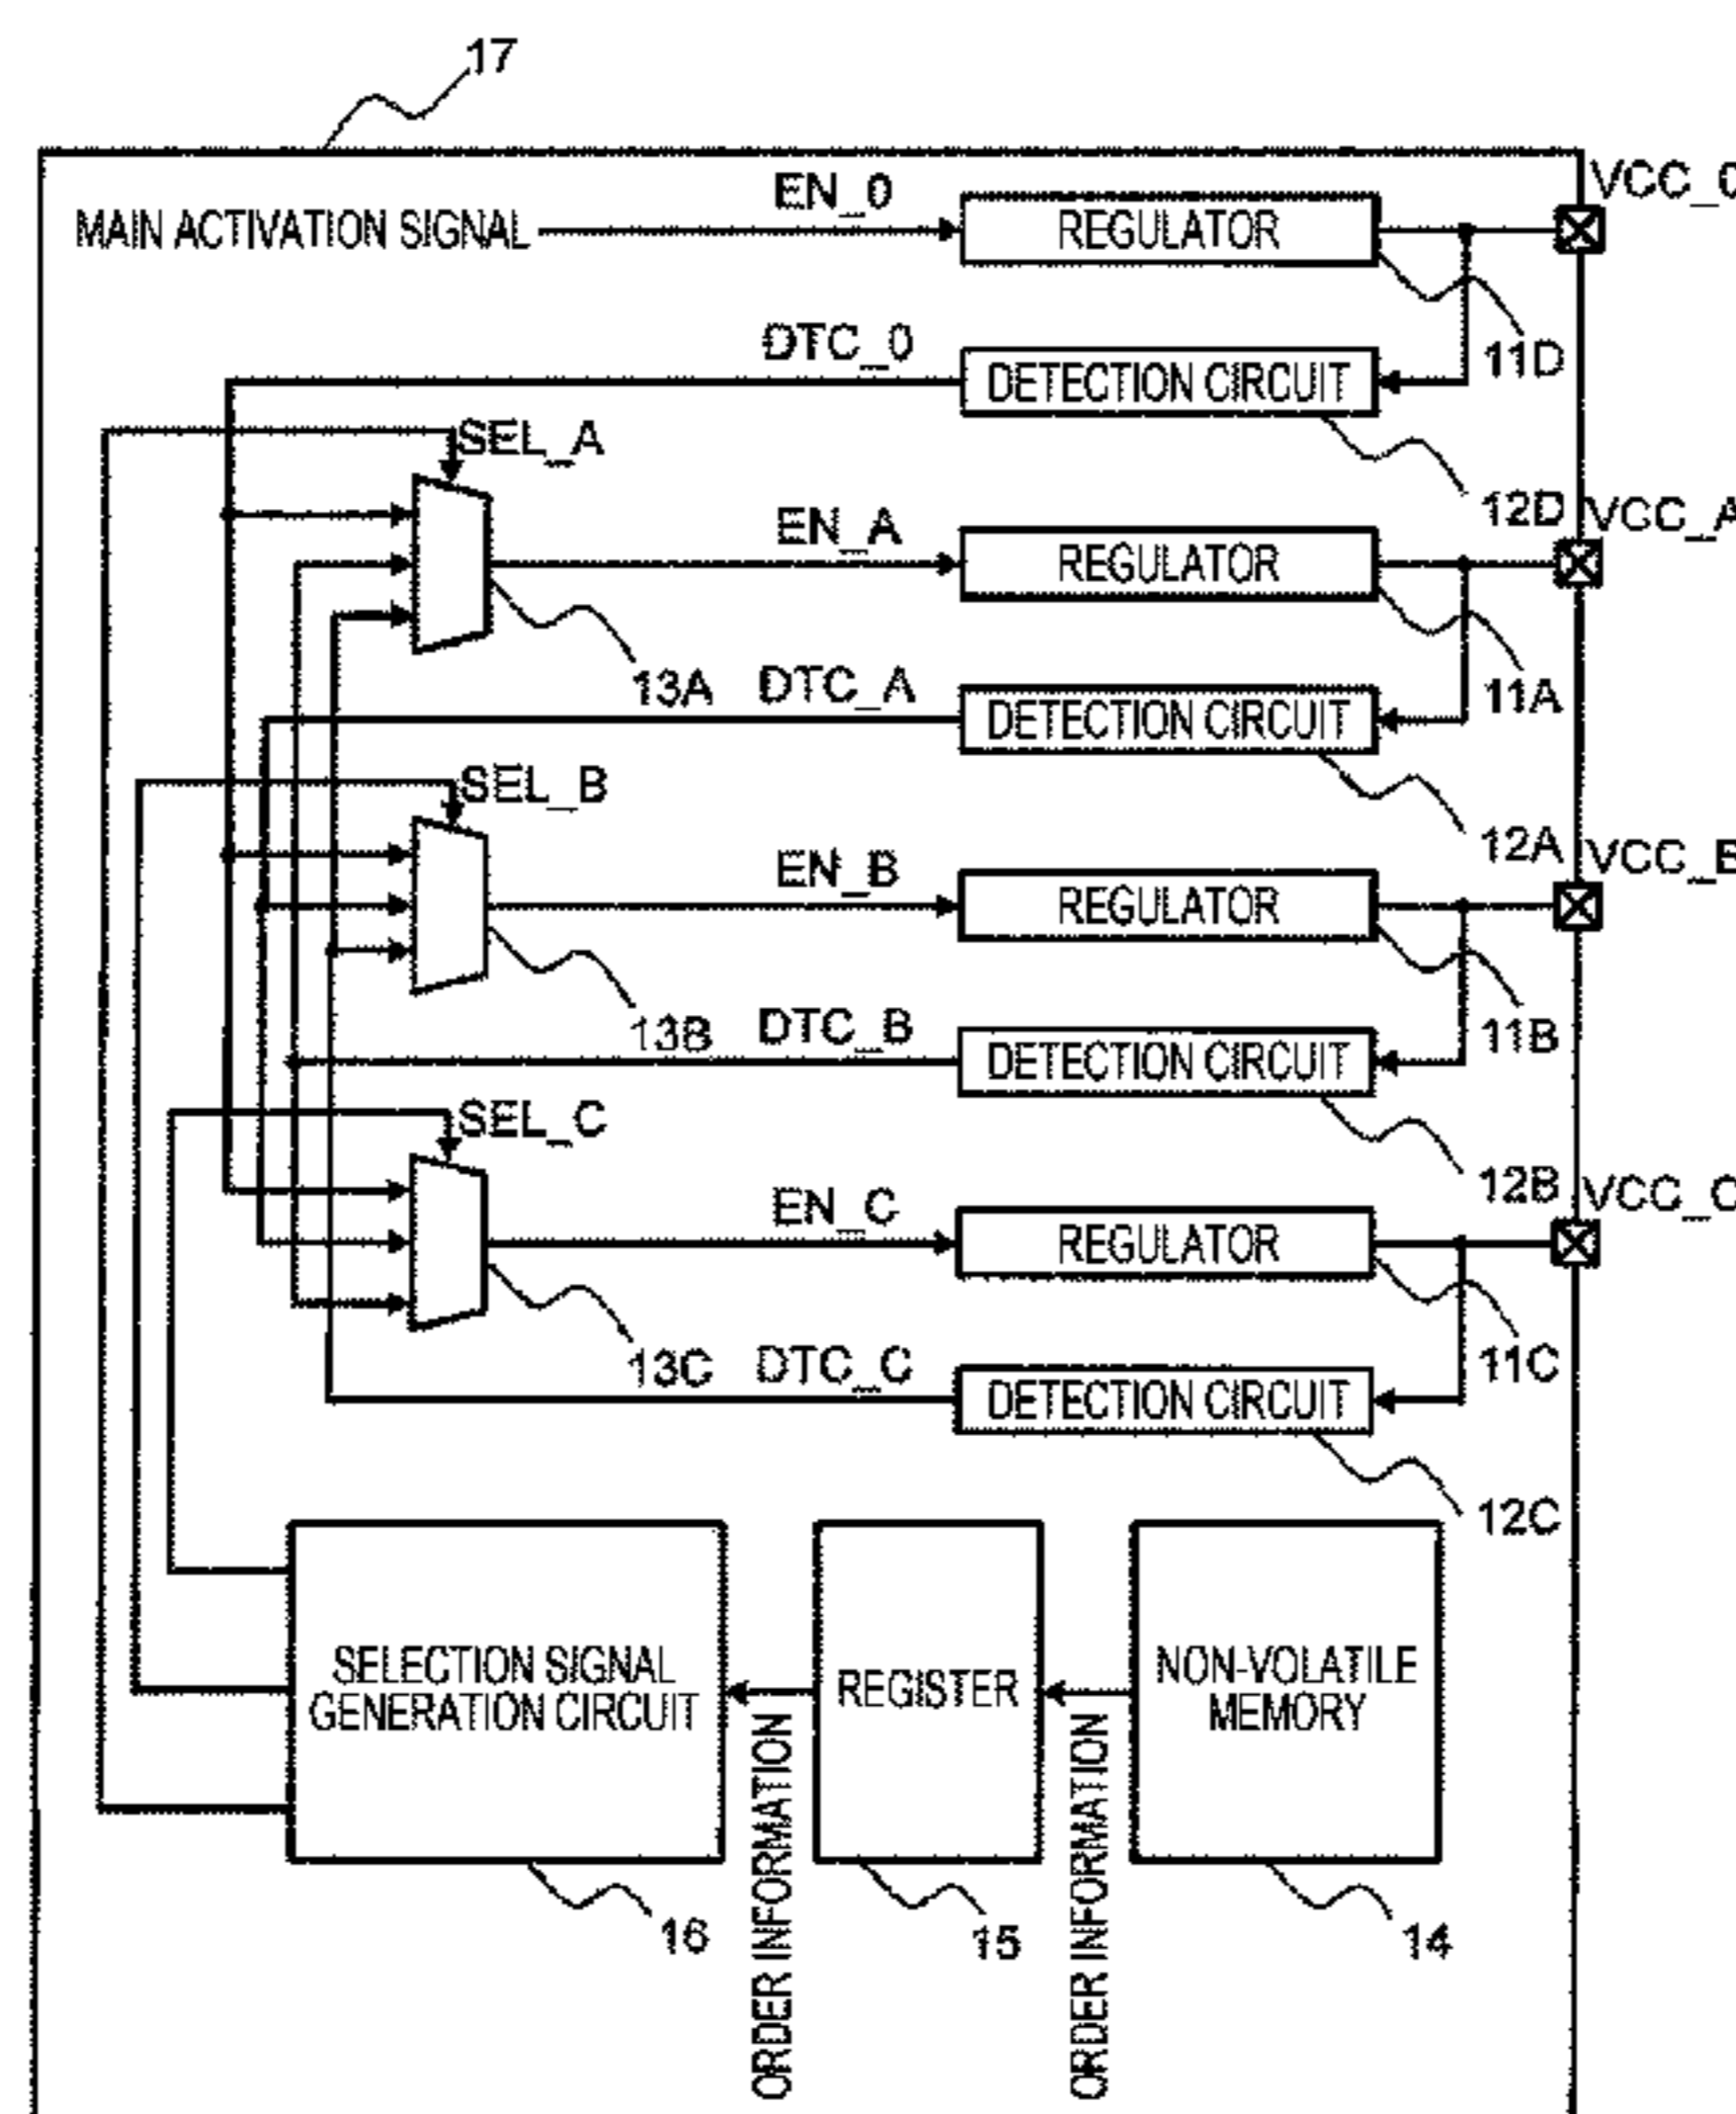 17
VCC_0
EN_0
MAIN ACTIVATION SIGNAL
REGULATOR
11D
DTC_0
DETECTION CIRCUIT
12D
SEL_A
VCC_A
EN_A
REGULATOR
11A
13A
DTC_A
DETECTION CIRCUIT
12A
SEL_B
VCC_B
EN_B
REGULATOR
11B
13B
DTC_B
DETECTION CIRCUIT
12B
SEL_C
VCC_C
EN_C
REGULATOR
11C
13C
DTC_C
DETECTION CIRCUIT
12C
SELECTION SIGNAL
GENERATION CIRCUIT
16
ORDER INFORMATION
REGISTER
15
ORDER INFORMATION
NON-VOLATILE
MEMORY
14